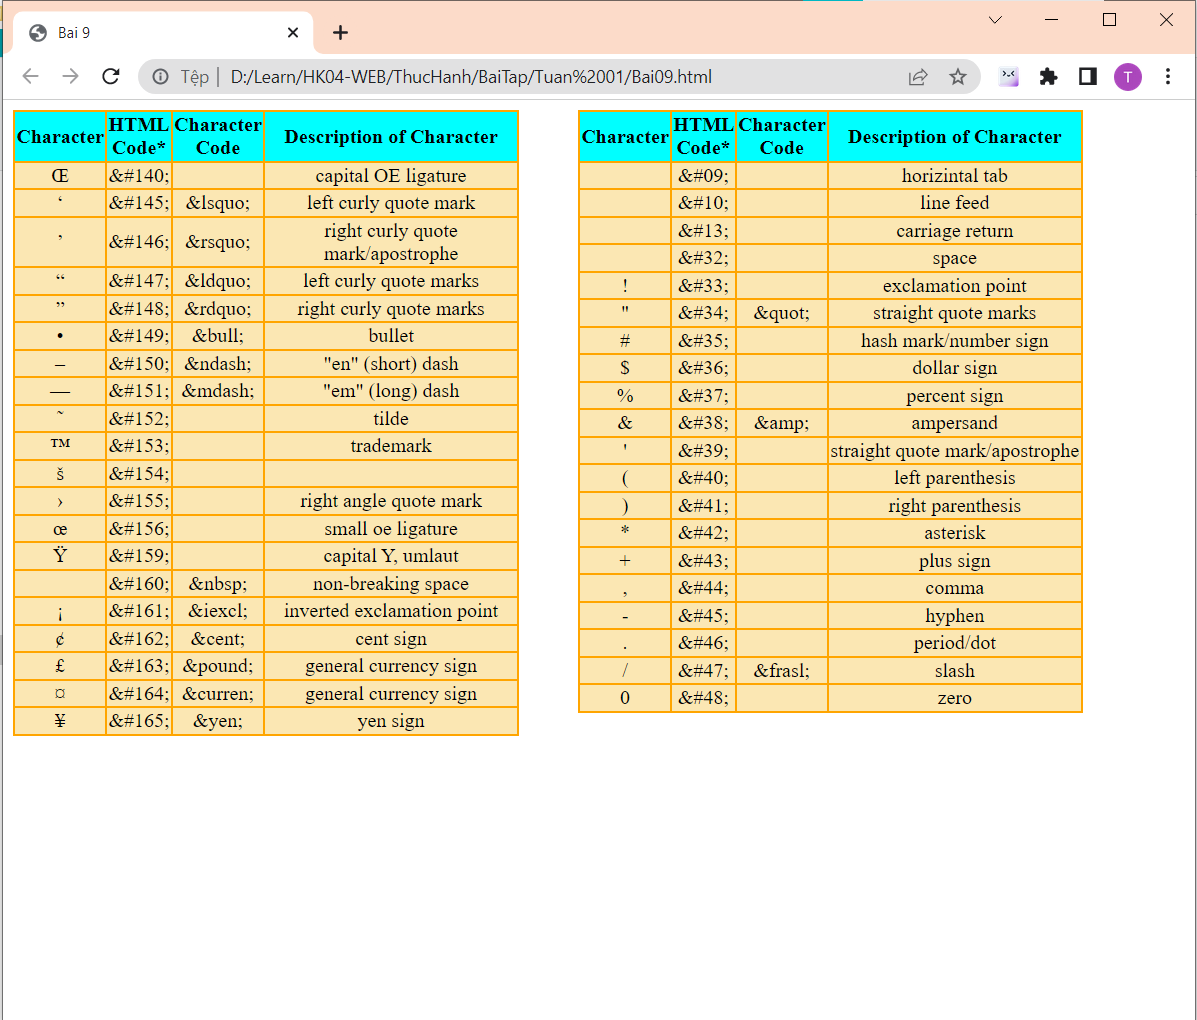 Bai 9
Tệp | D:/Learn/HK04-WEB/ThucHanh/BaiTap/Tuan%2001/Bai09.html
T
Character HTML Code* Character Code Description of Character
Œ &#140; capital OE ligature
‘ &#145; &lsquo; left curly quote mark
’ &#146; &rsquo; right curly quote
mark/apostrophe
“ &#147; &ldquo; left curly quote marks
” &#148; &rdquo; right curly quote marks
• &#149; &bull; bullet
– &#150; &ndash; "en" (short) dash
— &#151; &mdash; "em" (long) dash
˜ &#152; tilde
™ &#153; trademark
š &#154;
› &#155; right angle quote mark
œ &#156; small oe ligature
Ÿ &#159; capital Y, umlaut
&#160; &nbsp; non-breaking space
¡ &#161; &iexcl; inverted exclamation point
¢ &#162; &cent; cent sign
£ &#163; &pound; general currency sign
¤ &#164; &curren; general currency sign
¥ &#165; &yen; yen sign
Character HTML Code* Character Code Description of Character
&#09; horizintal tab
&#10; line feed
&#13; carriage return
&#32; space
! &#33; exclamation point
" &#34; &quot; straight quote marks
# &#35; hash mark/number sign
$ &#36; dollar sign
% &#37; percent sign
& &#38; &amp; ampersand
' &#39; straight quote mark/apostrophe
( &#40; left parenthesis
) &#41; right parenthesis
* &#42; asterisk
+ &#43; plus sign
, &#44; comma
- &#45; hyphen
. &#46; period/dot
/ &#47; &frasl; slash
0 &#48; zero